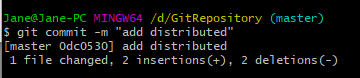 Jane@Jane-PC MINGW64 /d/GitRepository (master)
$ git commit -m "add distributed"
[master 0dc0530] add distributed
 1 file changed, 2 insertions(+), 2 deletions(-)